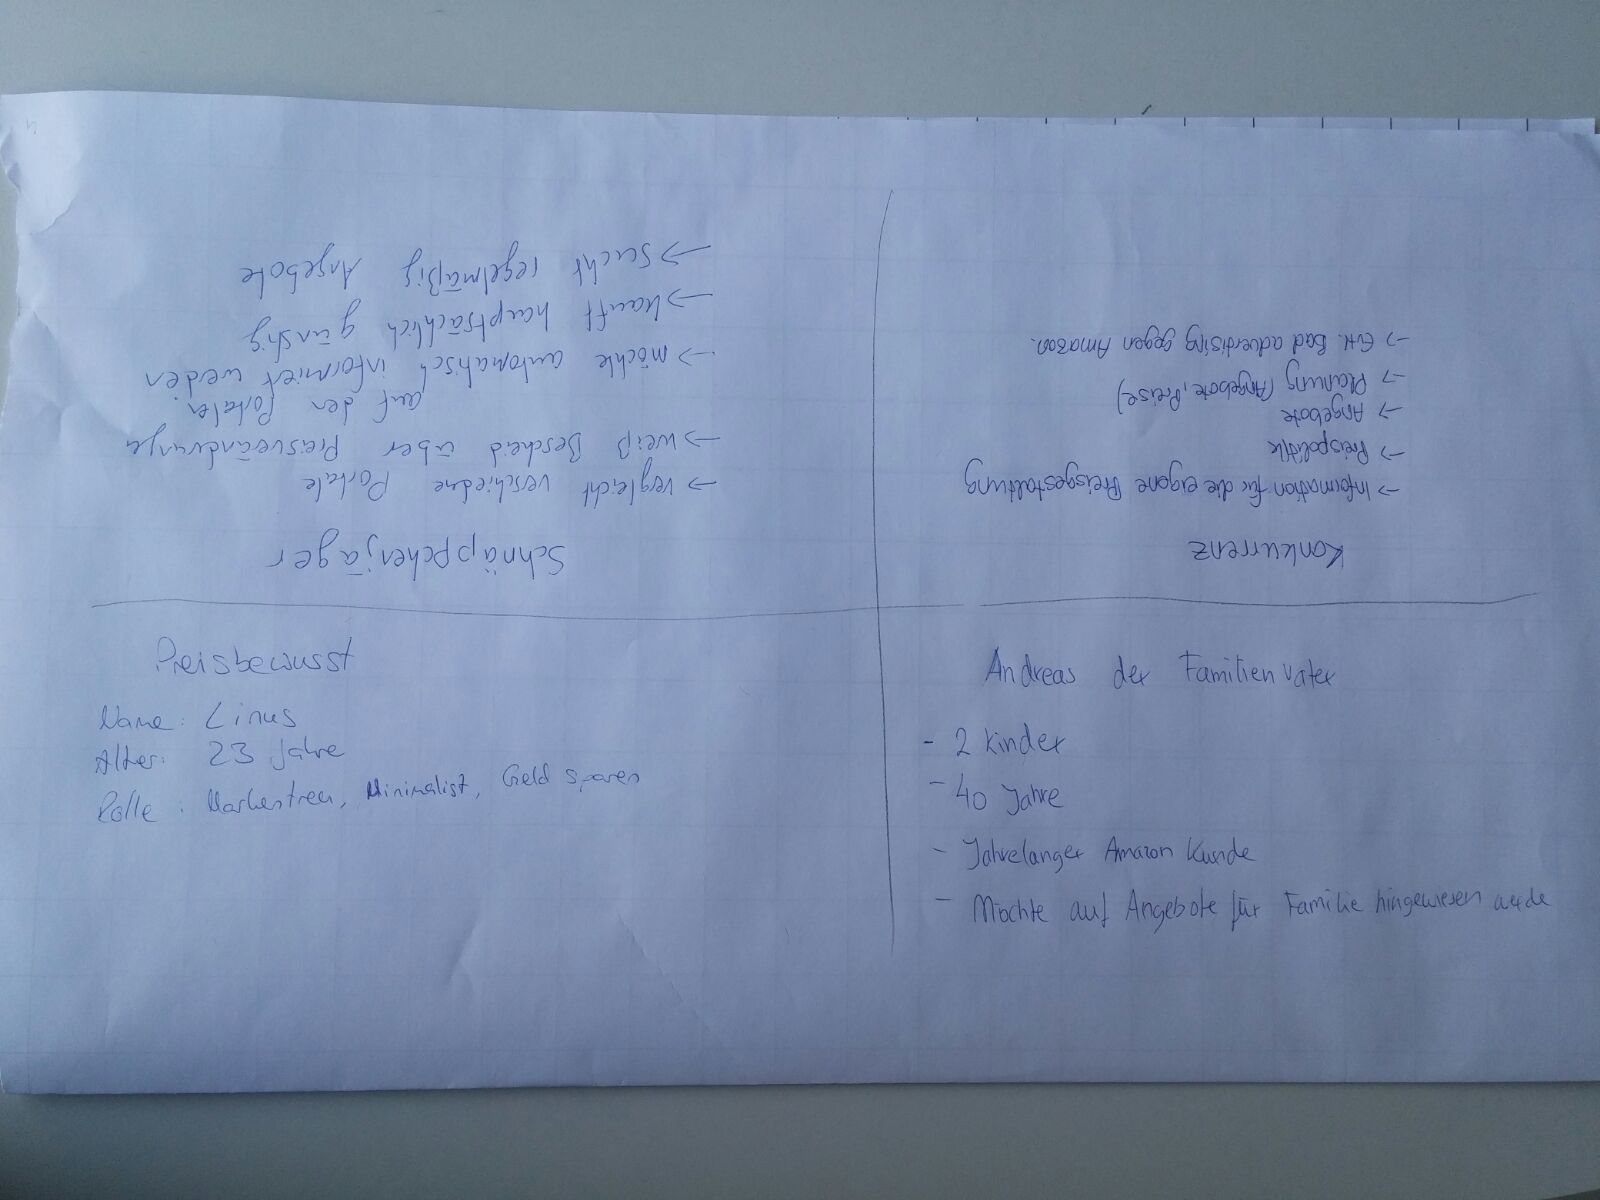 Schnäppchenjäger
→ vergleicht verschiedne Portale
→ weiß Bescheid über Preisveändrunge
auf den Portalen
→ möchte automatisch informiert werden
→ kauft hauptsächlich günstig
→ sucht regelmäßig Angebote
Konkurrenz
→ Information für die eigene Preisgestaltung
→ Preispolitik
→ Angebote
→ Planung (Angebote, Preise)
→ Evtl. Bad advertising gegen Amazon.
Preisbewusst
Name: Linus
Alter: 23 Jahre
Rolle: Markentreu, Minimalist, Geld sparen
Andreas der Familienvater
- 2 Kinder
- 40 Jahre
- Jahrelanger Amazon Kunde
- Möchte auf Angebote für Familie hingewiesen werde